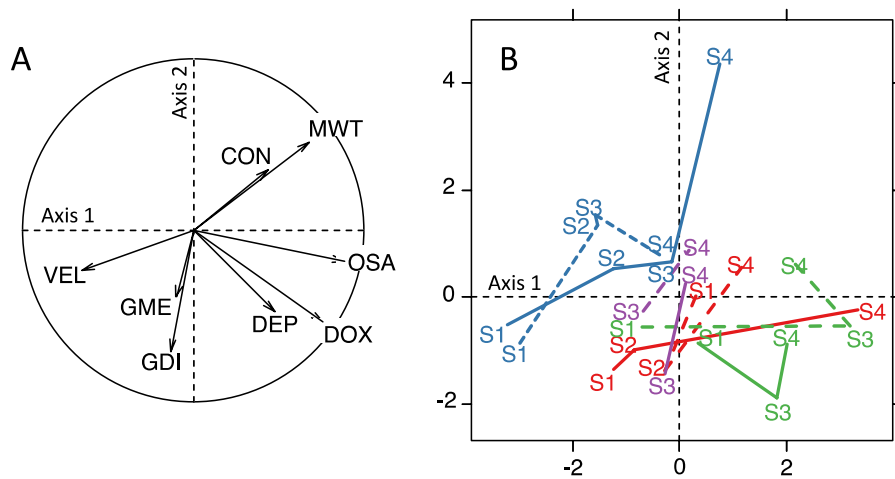 A
Axis 2
MWT
CON
Axis 1
OSA
VEL
GME
DEP
DOX
GDI
B
Axis 2
S4
4
2
S3
S2
S4
S4
S2
S3
S4
S4
S4
Axis 1
0
S1
S3
S1
S4
S1
S1
S1
S2
S1
S4
S3
S1
S2
S3
S3
-2
-2
0
2